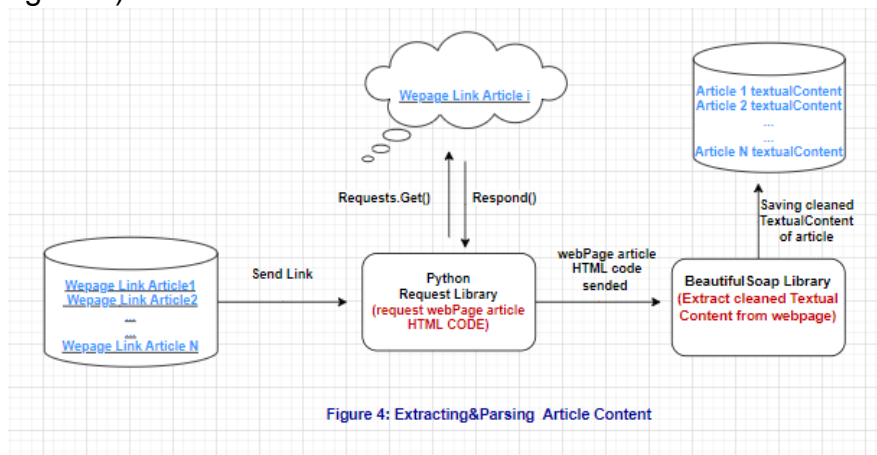 Wepage Link Article i
Article 1 textualContent
Article 2 textualContent
...
...
Article N textualContent
Requests.Get()
Respond()
Saving cleaned
TextualContent
of article
Wepage Link Article1
Wepage Link Article2
...
...
Wepage Link Article N
Send Link
Python
Request Library
(request webPage article
HTML CODE)
webPage article
HTML code
sended
BeautifulSoap Library
(Extract cleaned Textual
Content from webpage)
Figure 4: Extracting&Parsing Article Content